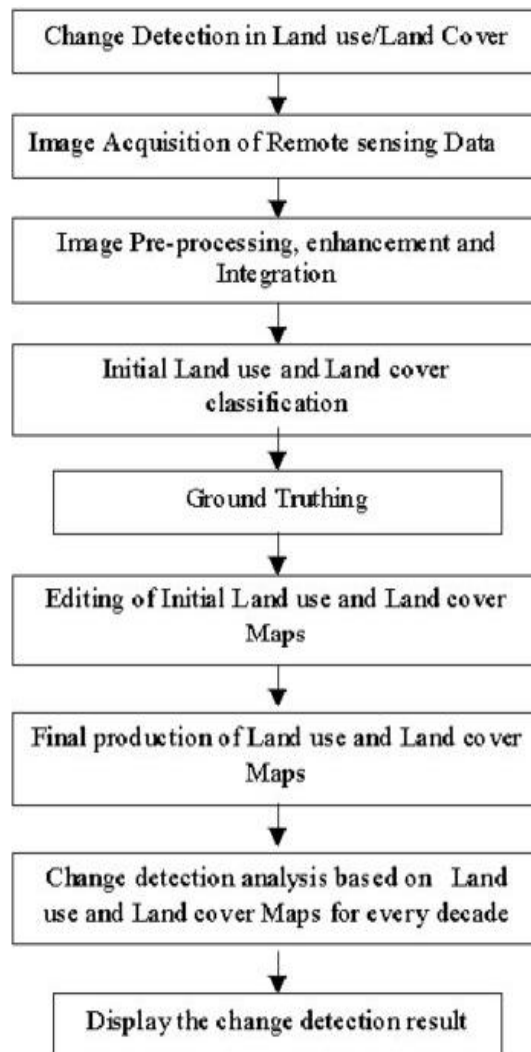 Change Detection in Land use/Land Cover
Image Acquisition of Remote sensing Data
Image Pre-processing, enhancement and
Integration
Initial Land use and Land cover
classification
Ground Truthing
Editing of Initial Land use and Land cover
Maps
Final production of Land use and Land cover
Maps
Change detection analysis based on Land
use and Land cover Maps for every decade
Display the change detection result